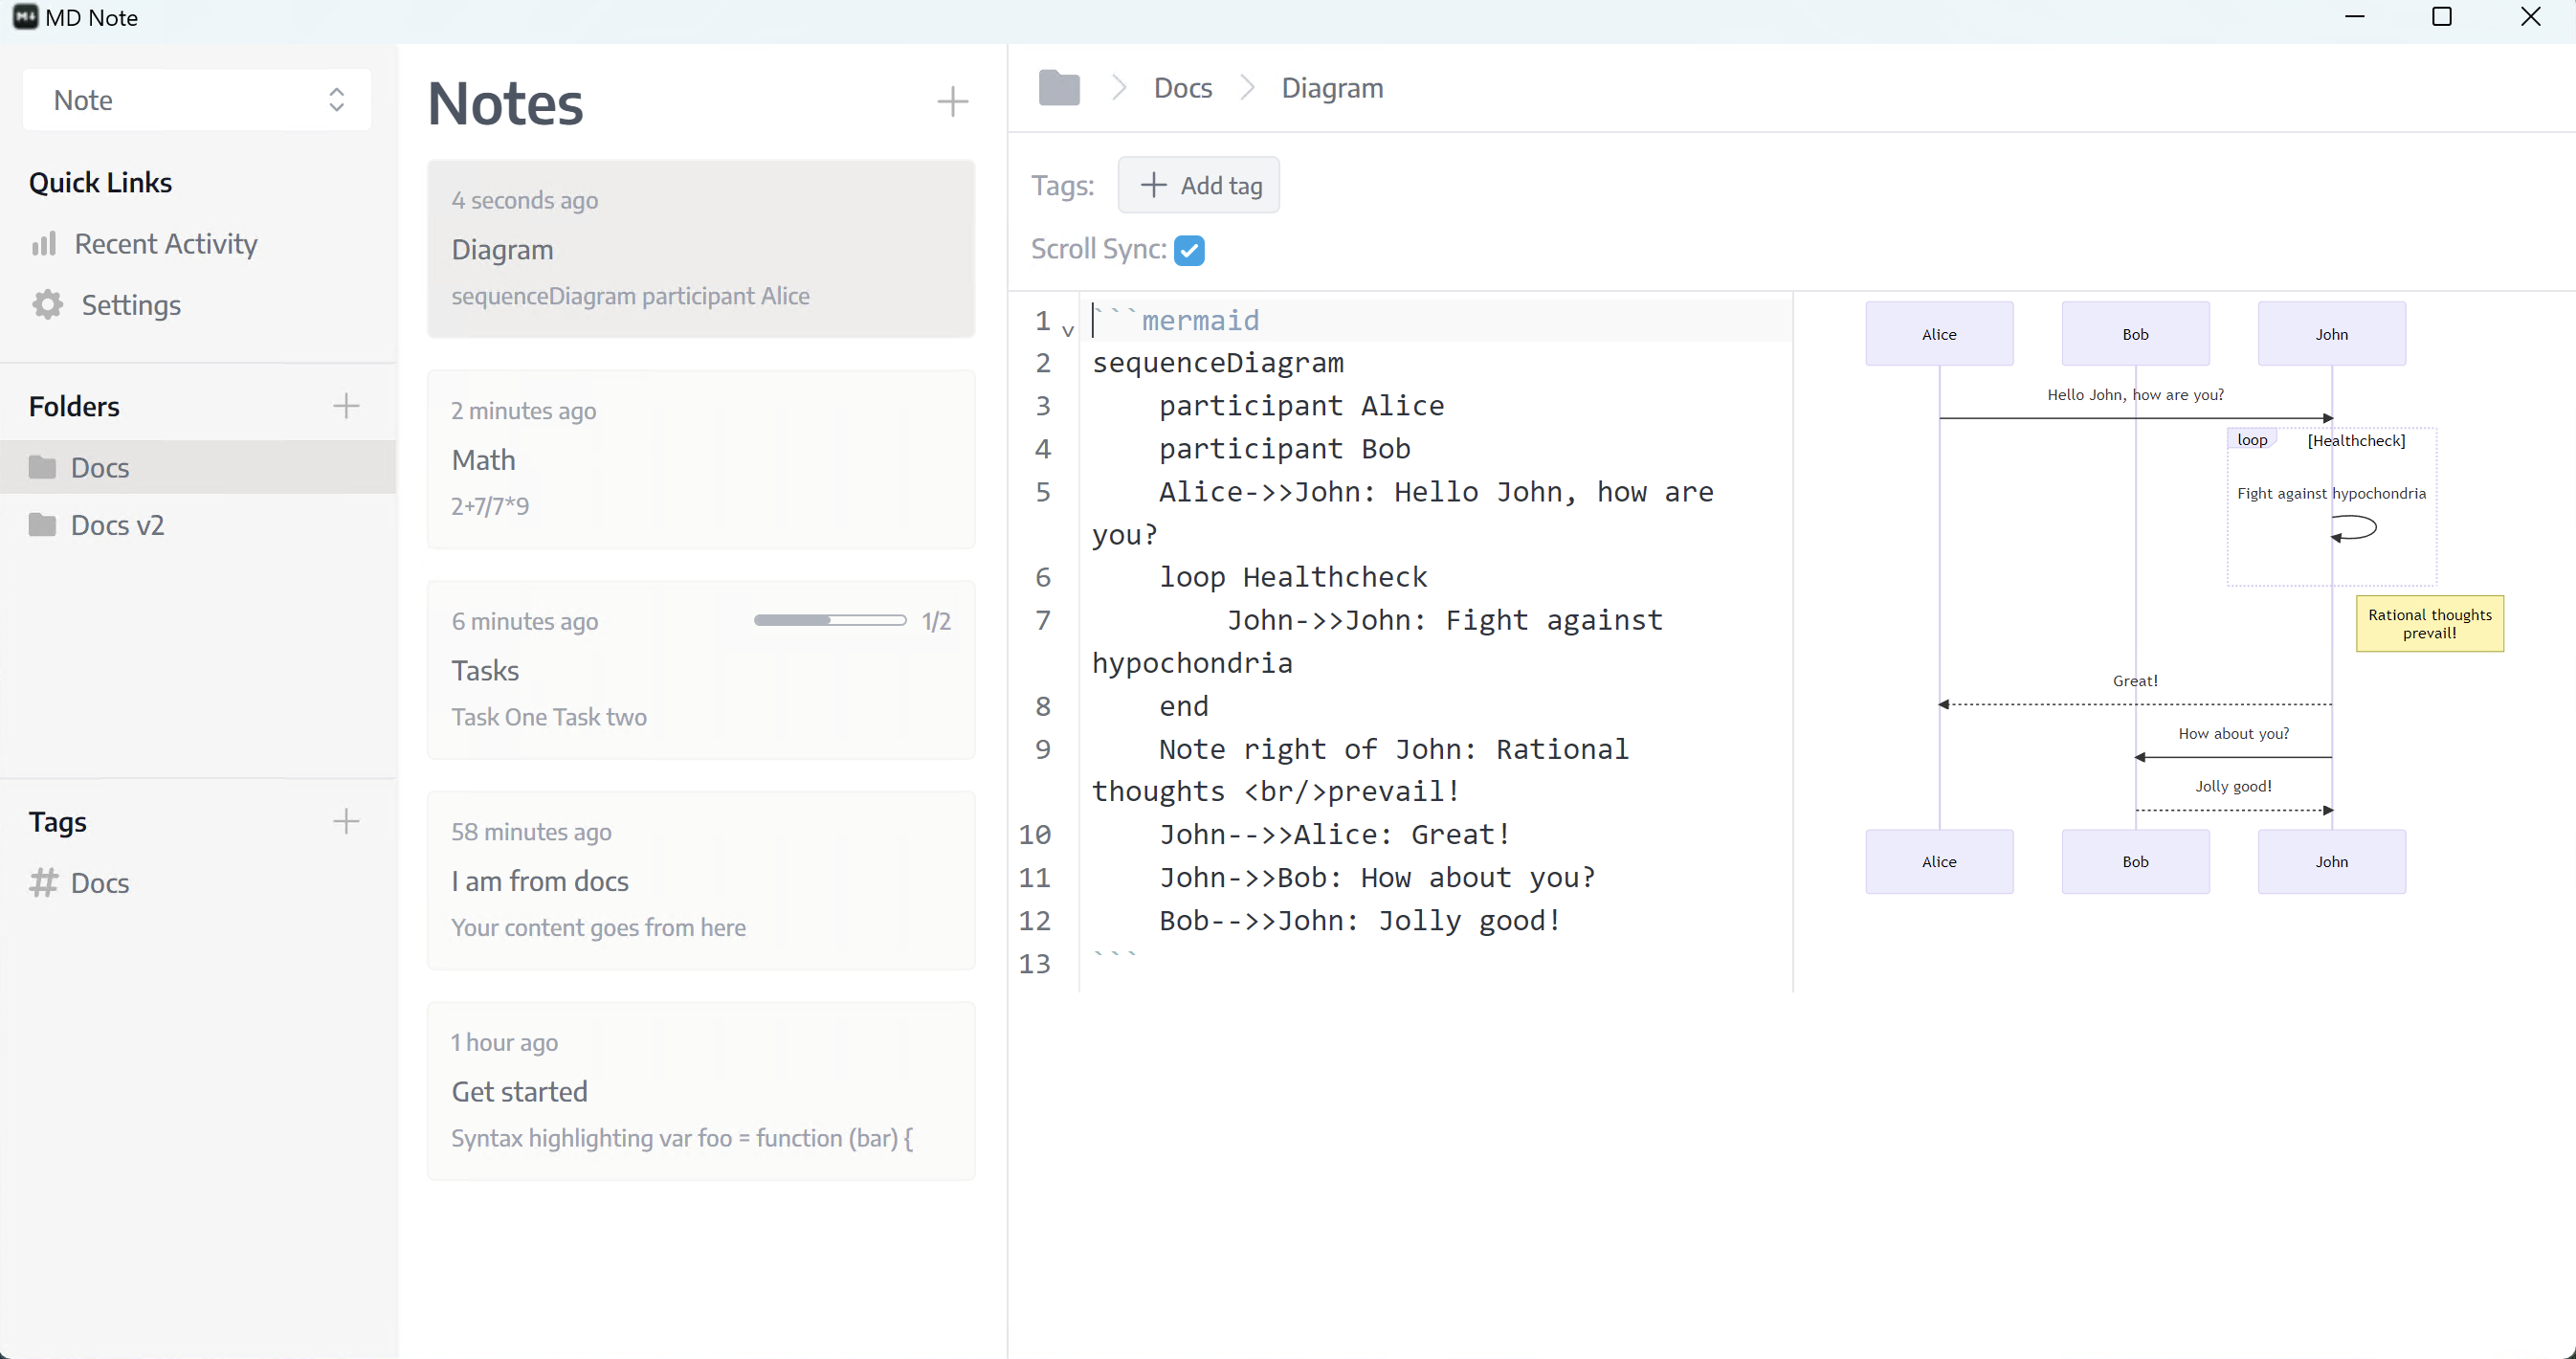 MD Note
Note
Quick Links
Recent Activity
Settings
Folders
Docs
Docs v2
Tags
# Docs
Notes
4 seconds ago
Diagram
sequenceDiagram participant Alice
2 minutes ago
Math
2+7/7*9
6 minutes ago 1/2
Tasks
Task One Task two
58 minutes ago
I am from docs
Your content goes from here
1 hour ago
Get started
Syntax highlighting var foo = function (bar) {
Docs > Diagram
Tags: + Add tag
Scroll Sync:
1 ```mermaid
2 sequenceDiagram
3     participant Alice
4     participant Bob
5     Alice->>John: Hello John, how are
you?
6     loop Healthcheck
7         John->>John: Fight against
hypochondria
8     end
9     Note right of John: Rational
thoughts <br/>prevail!
10     John-->>Alice: Great!
11     John->>Bob: How about you?
12     Bob-->>John: Jolly good!
13 ```
Alice Bob John
Hello John, how are you?
loop [Healthcheck]
Fight against hypochondria
Rational thoughts
prevail!
Great!
How about you?
Jolly good!
Alice Bob John